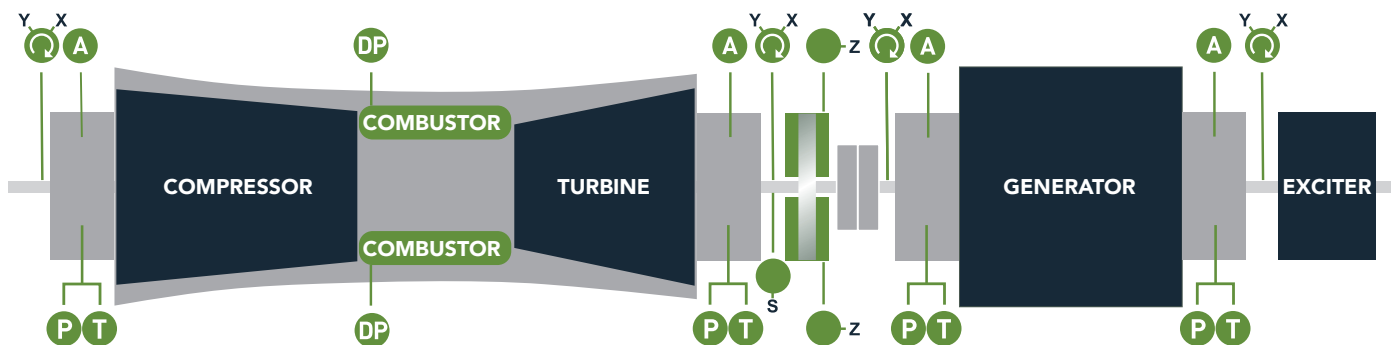 Y X Y X Y X Y X
A DP A Z A A
COMBUSTOR
COMPRESSOR TURBINE GENERATOR EXCITER
COMBUSTOR
S
P T DP P T Z P T P T